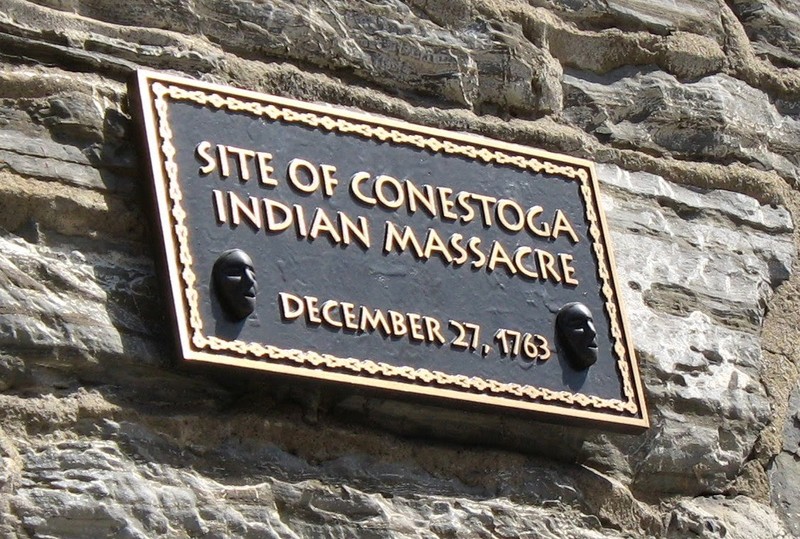 SITE OF CONESTOGA
INDIAN MASSACRE
DECEMBER 27, 1763